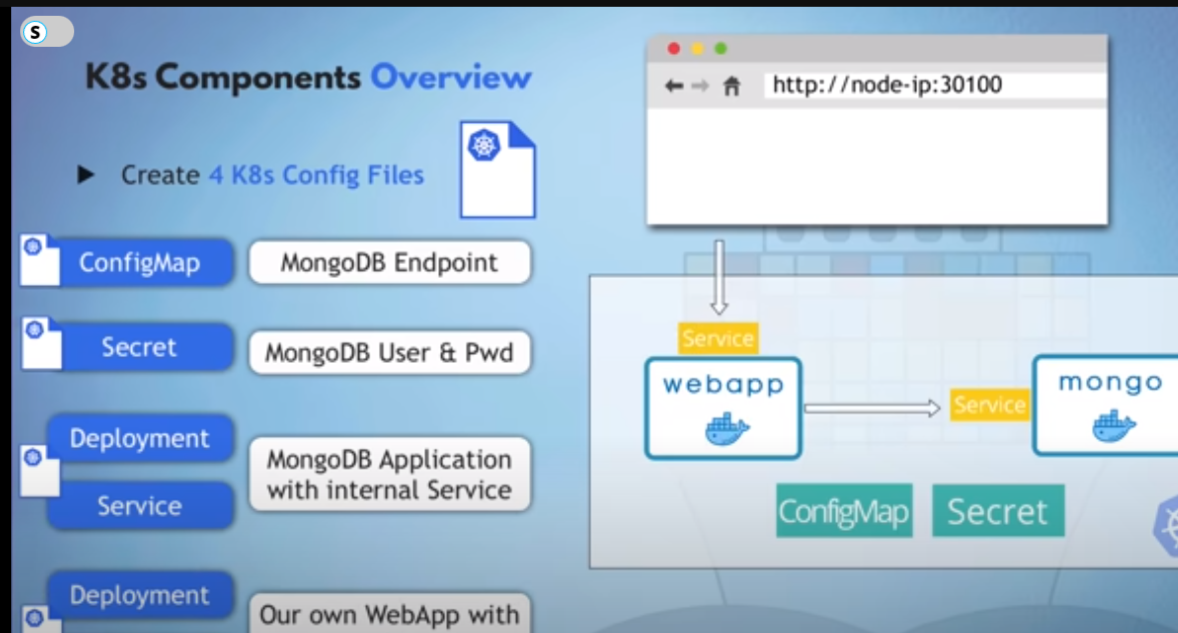 S
K8s Components Overview
► Create 4 K8s Config Files
ConfigMap
MongoDB Endpoint
Secret
MongoDB User & Pwd
Deployment
Service
MongoDB Application
with internal Service
Deployment
Our own WebApp with
http://node-ip:30100
Service
webapp
Service
mongo
ConfigMap
Secret